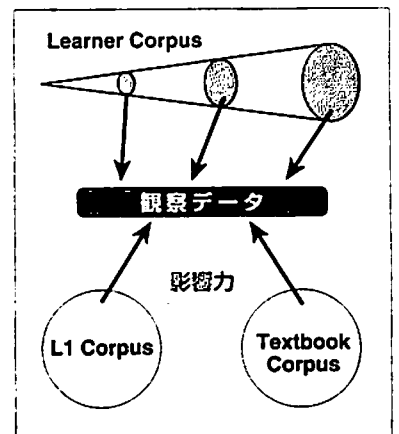 Learner Corpus
観察データ
影響力
L1 Corpus
Textbook
Corpus